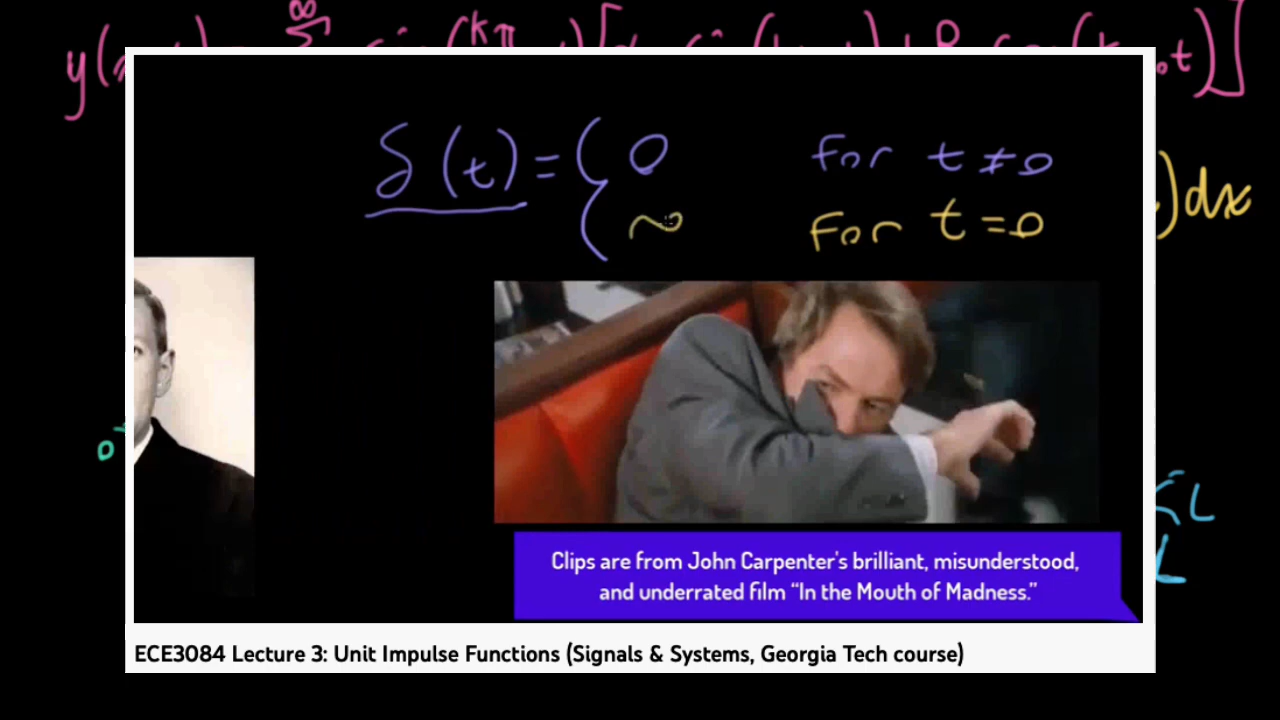 δ(t) = { 0 for t ≠ 0
∞ for t = 0
) dx
Clips are from John Carpenter's brilliant, misunderstood,
and underrated film “In the Mouth of Madness.”
L
L
ECE3084 Lecture 3: Unit Impulse Functions (Signals & Systems, Georgia Tech course)